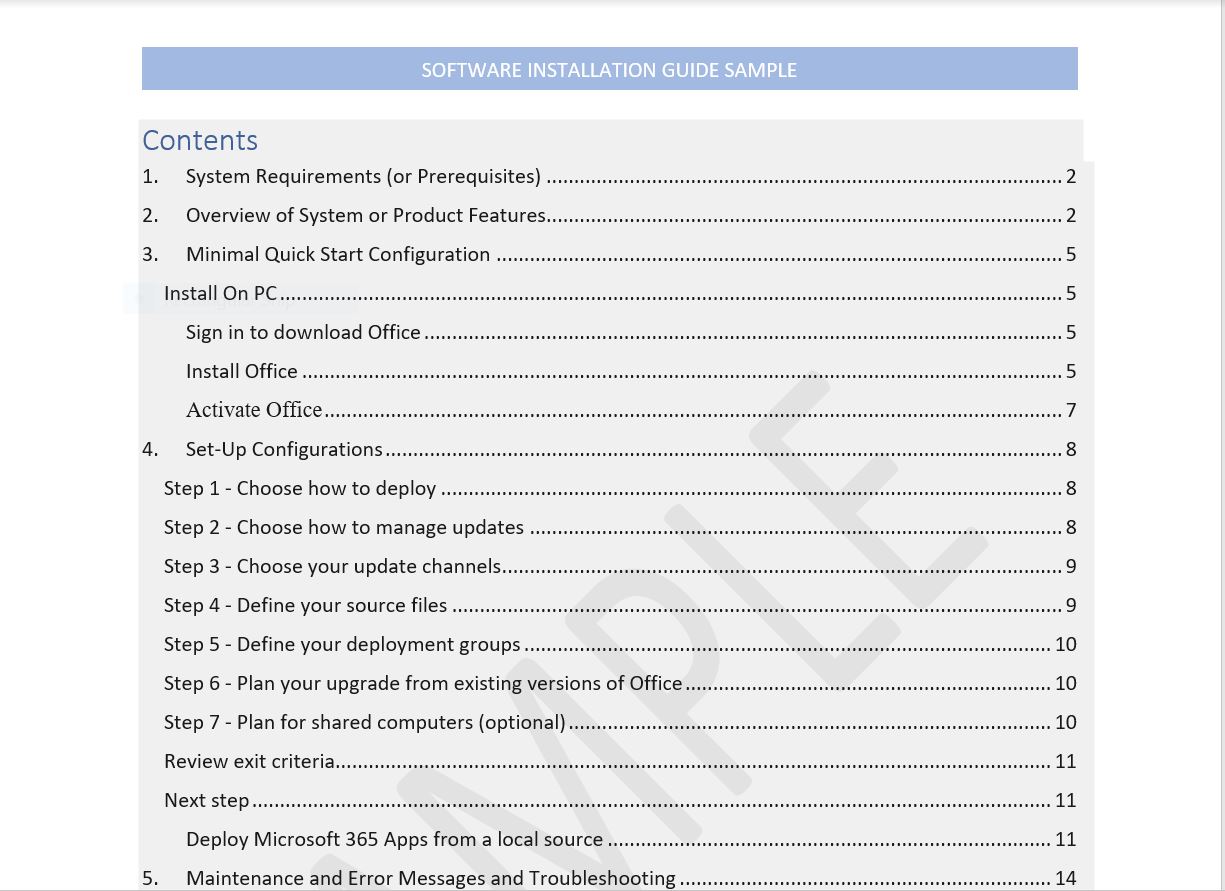 SOFTWARE INSTALLATION GUIDE SAMPLE
Contents
1. System Requirements (or Prerequisites) ........ 2
2. Overview of System or Product Features........ 2
3. Minimal Quick Start Configuration ........ 5
Install On PC........ 5
Sign in to download Office........ 5
Install Office ........ 5
Activate Office........ 7
4. Set-Up Configurations........ 8
Step 1 - Choose how to deploy ........ 8
Step 2 - Choose how to manage updates ........ 8
Step 3 - Choose your update channels........ 9
Step 4 - Define your source files ........ 9
Step 5 - Define your deployment groups........ 10
Step 6 - Plan your upgrade from existing versions of Office........ 10
Step 7 - Plan for shared computers (optional)........ 10
Review exit criteria........ 11
Next step........ 11
Deploy Microsoft 365 Apps from a local source ........ 11
5. Maintenance and Error Messages and Troubleshooting........ 14
AMPLE